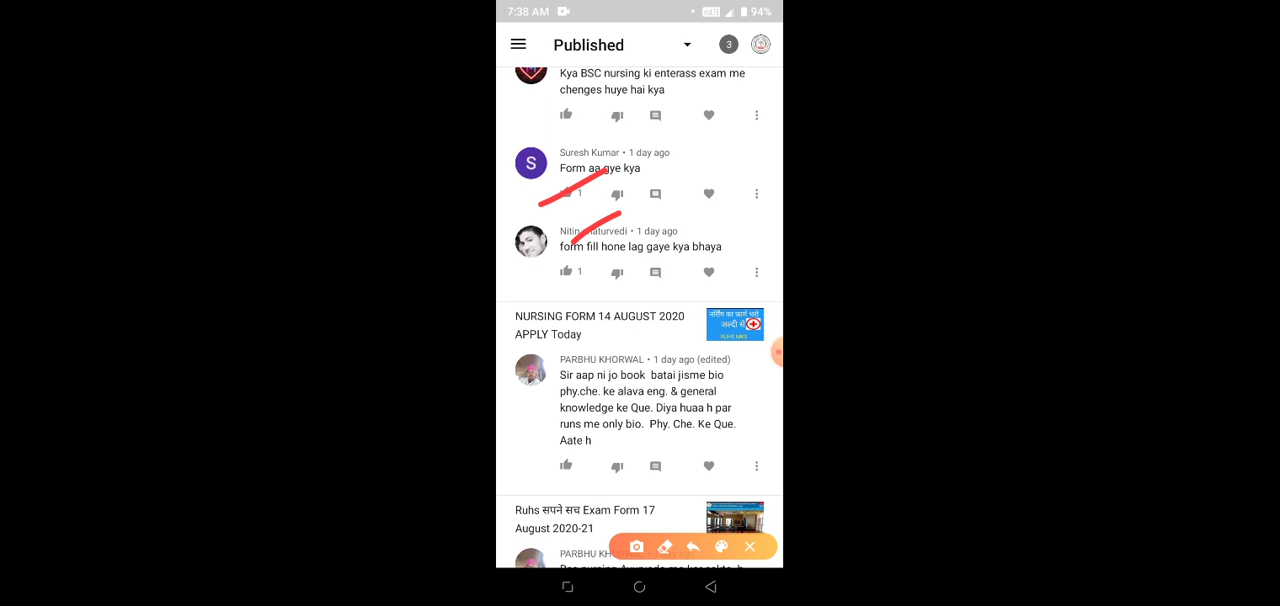 7:38 AM
94%
Published
3
Kya BSC nursing ki enterass exam me
chenges huye hai kya
Suresh Kumar • 1 day ago
S
Form aa gye kya
1
Nitin • 1 day ago
form fill hone lag gaye kya bhaya
1
NURSING FORM 14 AUGUST 2020
APPLY Today
नर्सिंग का फार्म भरो
जल्दी से
PARBHU KHORWAL • 1 day ago (edited)
Sir aap ni jo book batai jisme bio
phy.che. ke alava eng. & general
knowledge ke Que. Diya huaa h par
runs me only bio. Phy. Che. Ke Que.
Aate h
Ruhs सपने सच Exam Form 17
August 2020-21
PARBHU